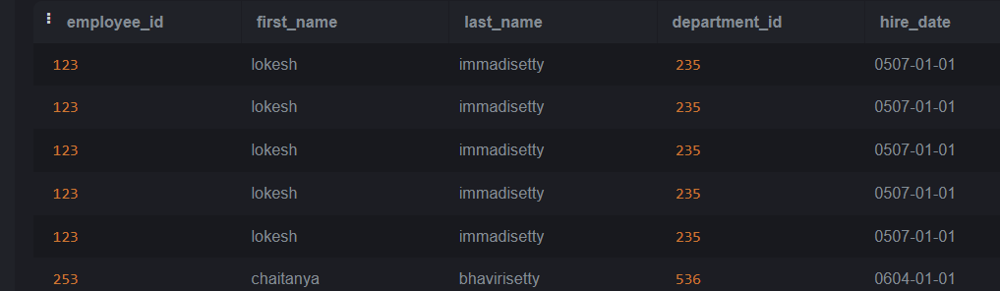 employee_id first_name last_name department_id hire_date
123 lokesh immadisetty 235 0507-01-01
123 lokesh immadisetty 235 0507-01-01
123 lokesh immadisetty 235 0507-01-01
123 lokesh immadisetty 235 0507-01-01
123 lokesh immadisetty 235 0507-01-01
253 chaitanya bhavirisetty 536 0604-01-01